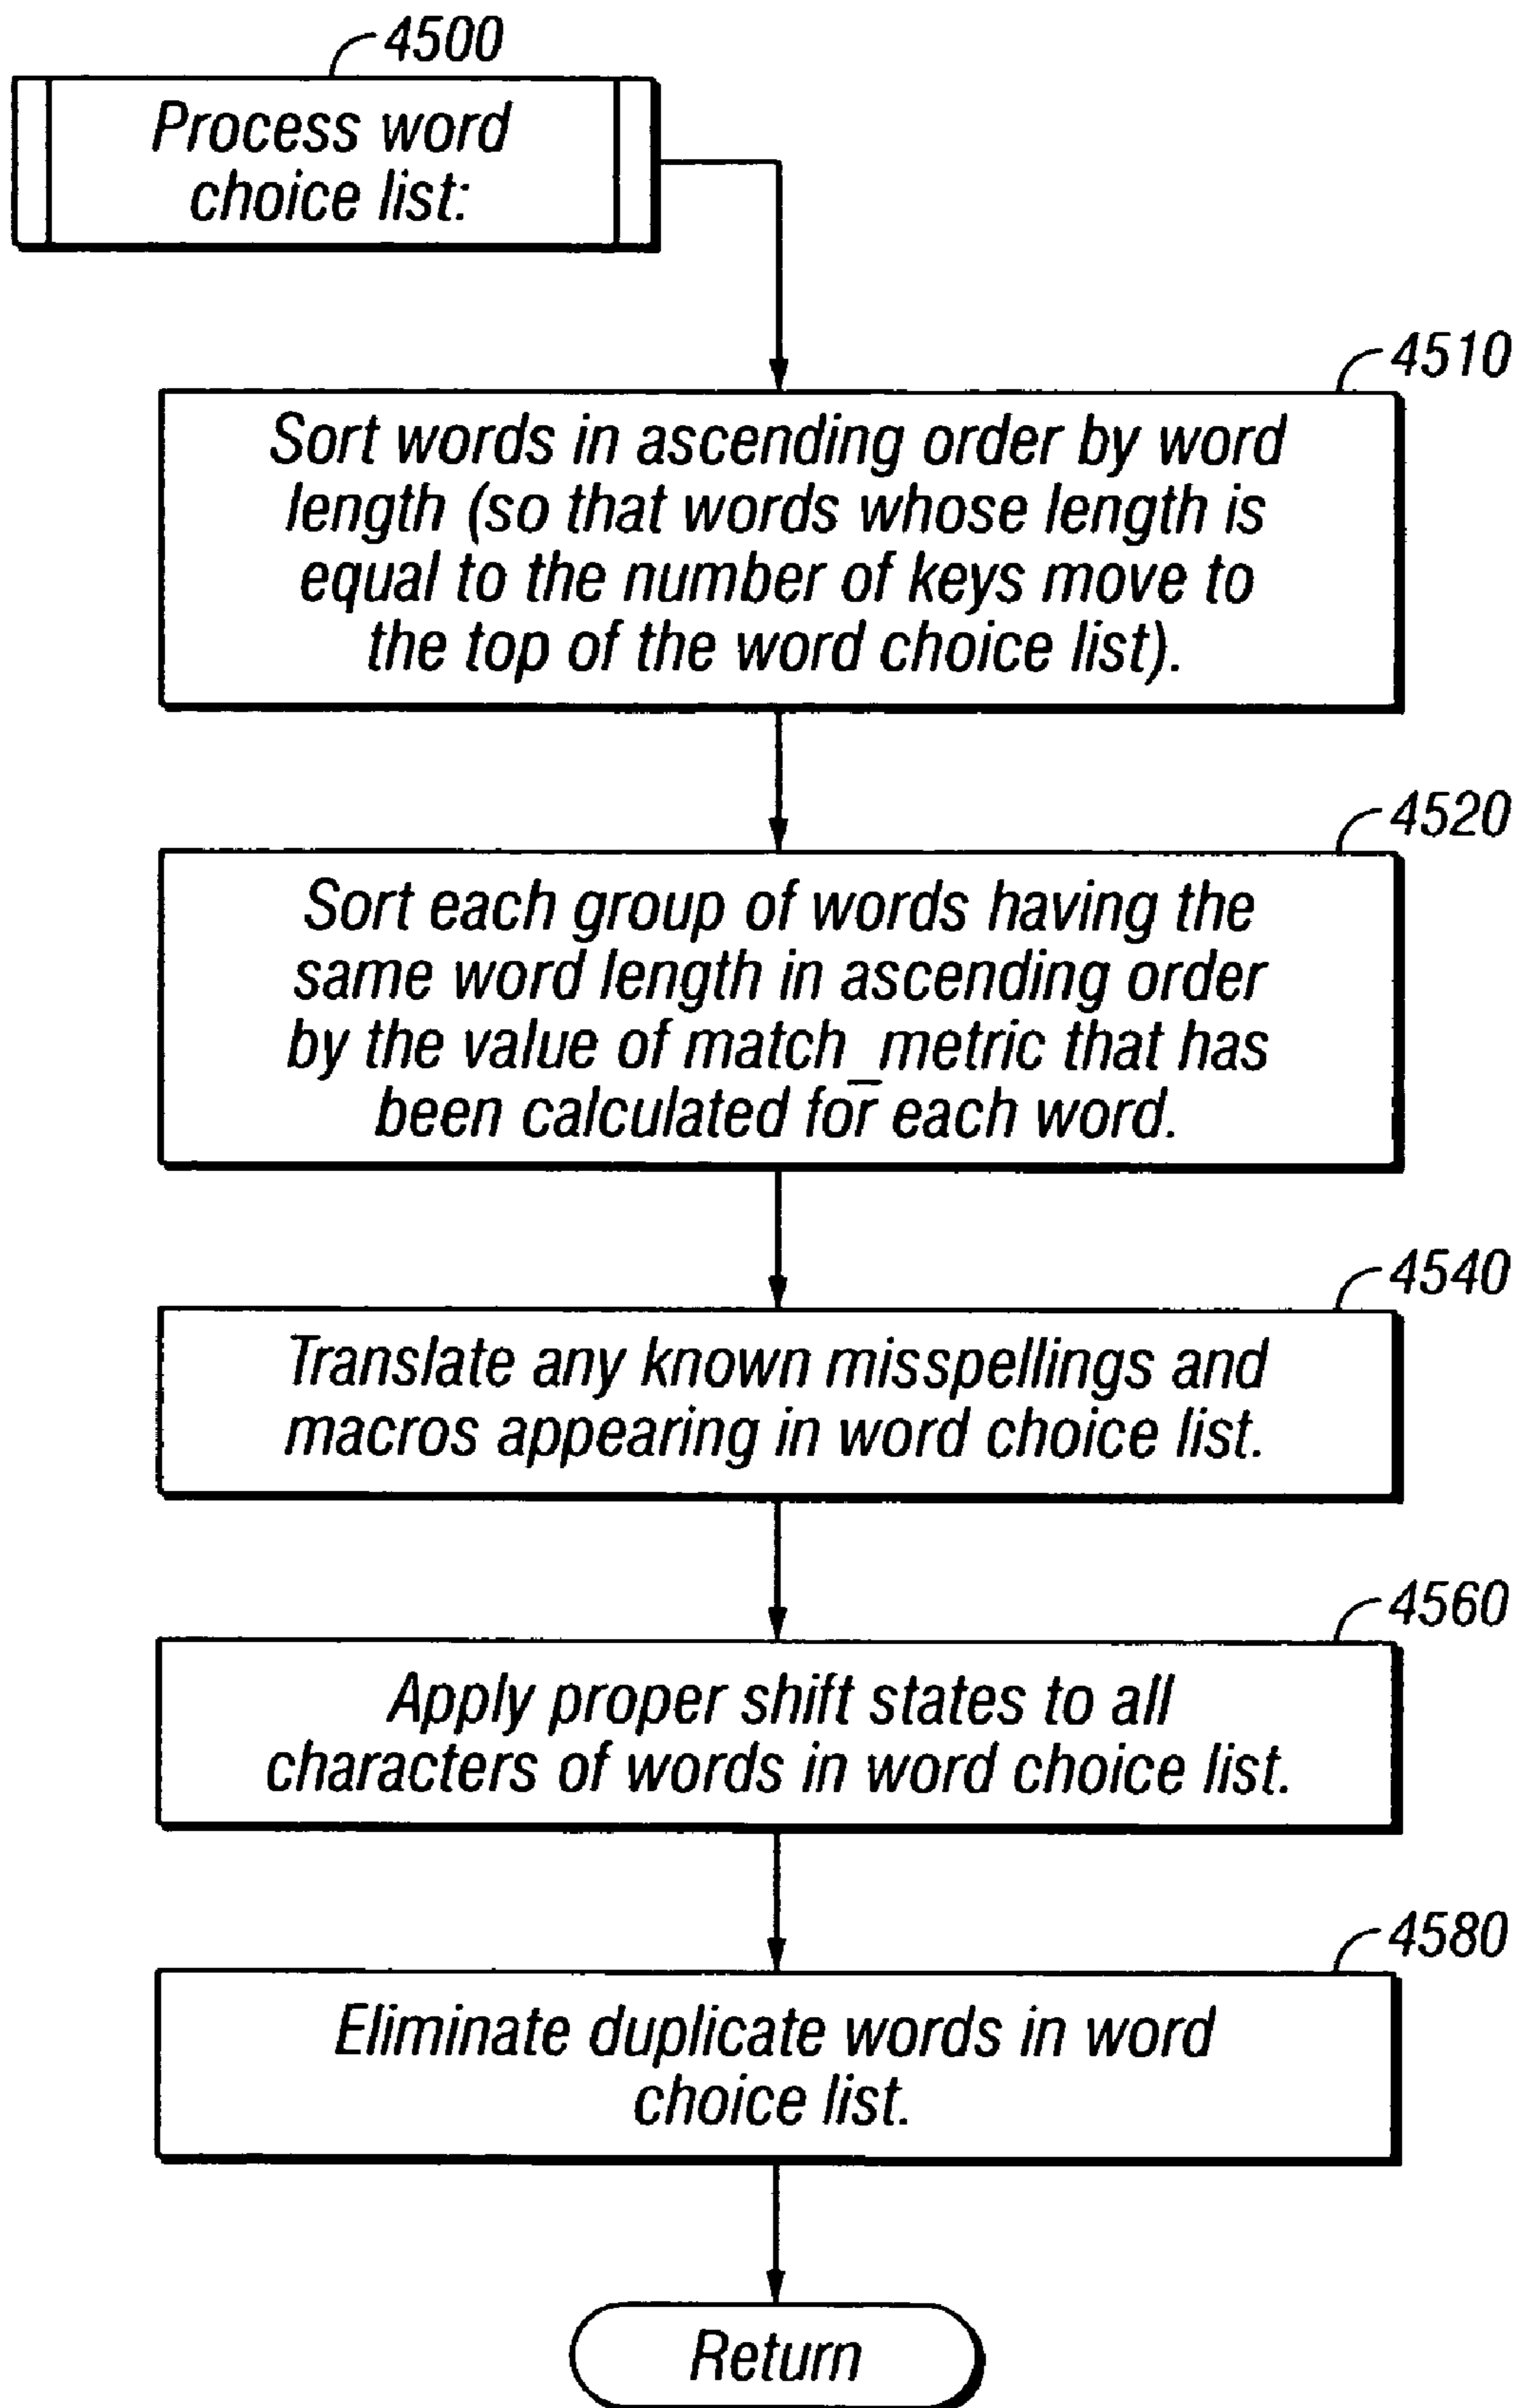 4500
Process word
choice list:
4510
Sort words in ascending order by word
length (so that words whose length is
equal to the number of keys move to
the top of the word choice list).
4520
Sort each group of words having the
same word length in ascending order
by the value of match_metric that has
been calculated for each word.
4540
Translate any known misspellings and
macros appearing in word choice list.
4560
Apply proper shift states to all
characters of words in word choice list.
4580
Eliminate duplicate words in word
choice list.
Return